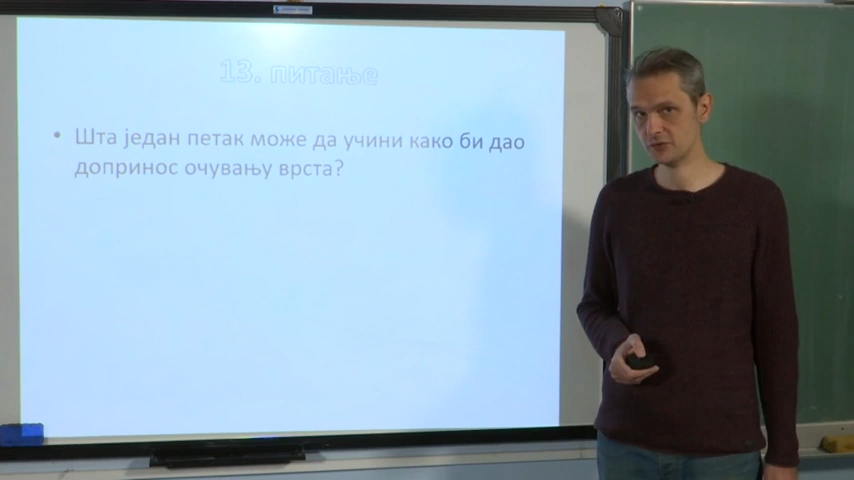 13. питање
• Шта један петак може да учини како би дао
допринос очувању врста?